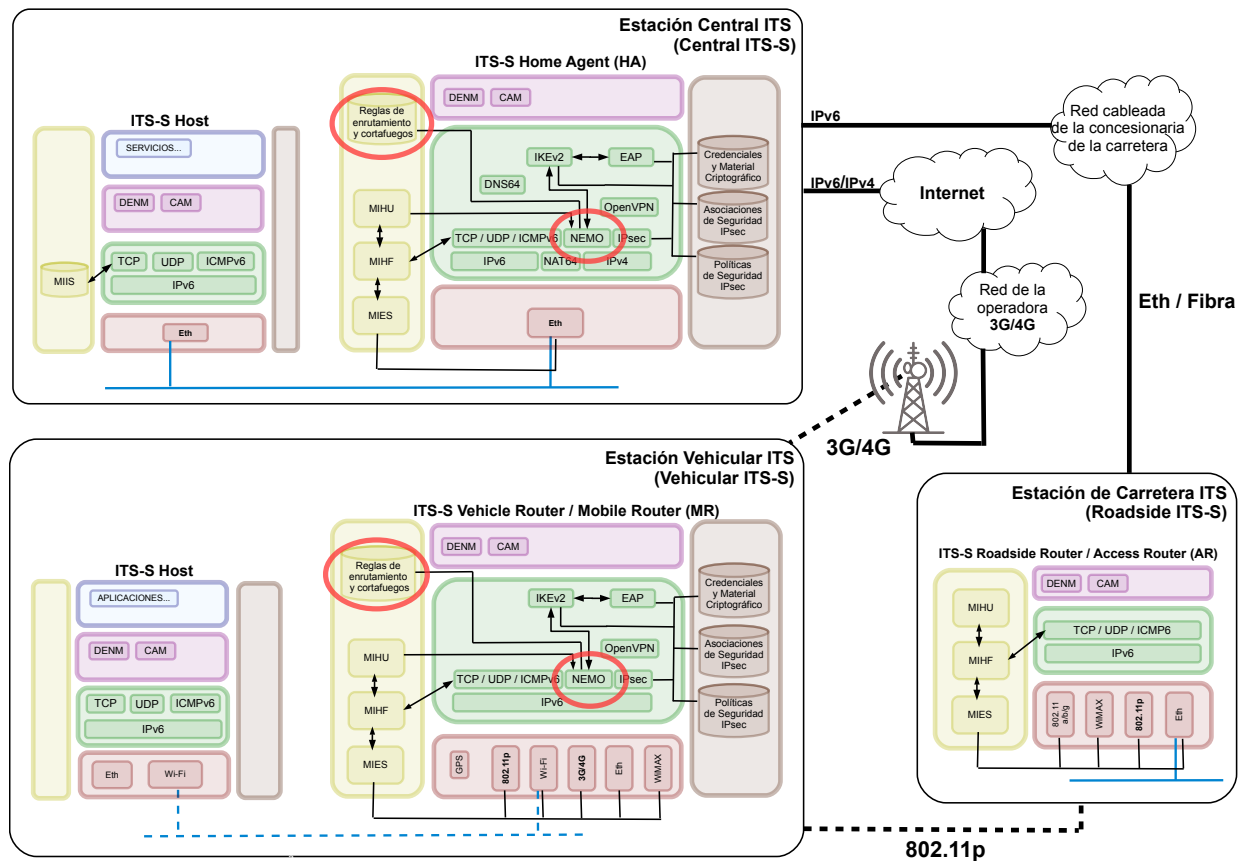 Estación Central ITS
(Central ITS-S)
ITS-S Home Agent (HA)
ITS-S Host
SERVICIOS...
DENM
CAM
TCP
UDP
ICMPv6
IPv6
MIIS
Eth
Reglas de
enrutamiento
y cortafuegos
DENM
CAM
IKEv2
EAP
DNS64
OpenVPN
MIHU
TCP / UDP / ICMPv6
NEMO
IPsec
MIHF
IPv6
NAT64
IPv4
MIES
Eth
Credenciales
y Material
Criptográfico
Asociaciones
de Seguridad
IPsec
Políticas
de Seguridad
IPsec
IPv6
IPv6/IPv4
Red cableada
de la concesionaria
de la carretera
Internet
Red de la
operadora
3G/4G
Eth / Fibra
3G/4G
Estación Vehicular ITS
(Vehicular ITS-S)
ITS-S Vehicle Router / Mobile Router (MR)
ITS-S Host
APLICACIONES...
DENM
CAM
TCP
UDP
ICMPv6
IPv6
Eth
Wi-Fi
Reglas de
enrutamiento
y cortafuegos
DENM
CAM
IKEv2
EAP
OpenVPN
MIHU
TCP / UDP / ICMPv6
NEMO
IPsec
MIHF
IPv6
MIES
GPS
802.11p
Wi-Fi
3G/4G
Eth
WiMAX
Credenciales
y Material
Criptográfico
Asociaciones
de Seguridad
IPsec
Políticas
de Seguridad
IPsec
Estación de Carretera ITS
(Roadside ITS-S)
ITS-S Roadside Router / Access Router (AR)
DENM
CAM
MIHU
TCP / UDP / ICMP6
MIHF
IPv6
MIES
802.11
a/b/g
WiMAX
802.11p
Eth
802.11p